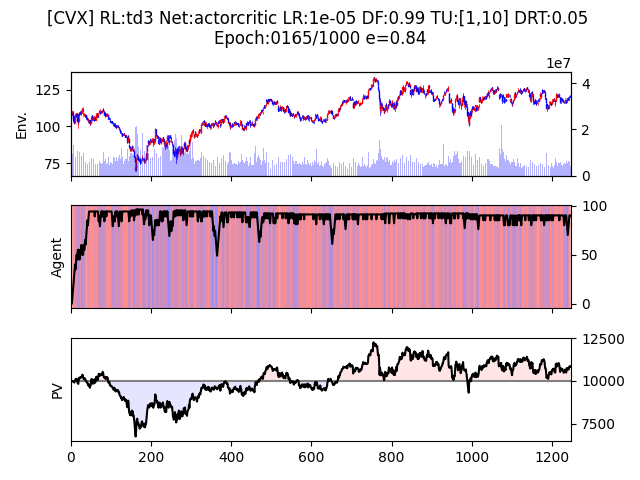 [CVX] RL:td3 Net:actorcritic LR:1e-05 DF:0.99 TU:[1,10] DRT:0.05
Epoch:0165/1000 e=0.84
1e7
125
100
75
Env.
4
2
0
Agent
100
50
0
PV
12500
10000
7500
0 200 400 600 800 1000 1200